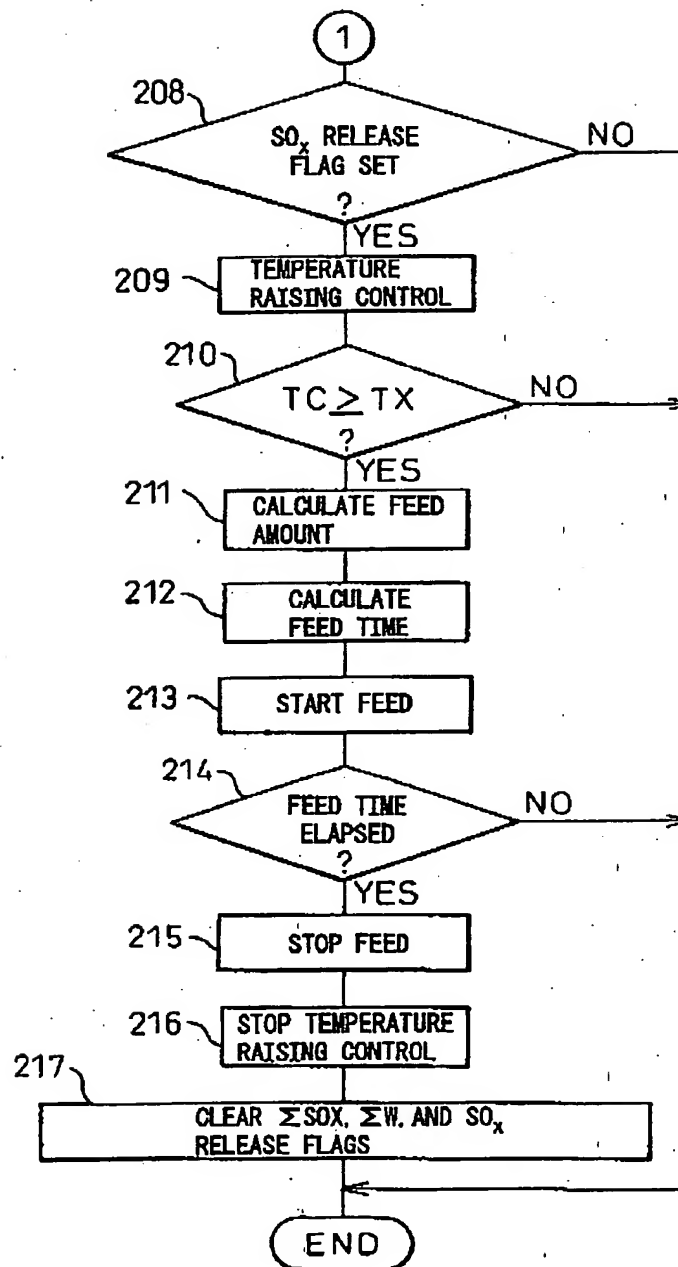 1
208
SOx RELEASE
FLAG SET
?
NO
YES
209
TEMPERATURE
RAISING CONTROL
210
TC ≥ TX
?
NO
YES
211
CALCULATE FEED
AMOUNT
212
CALCULATE
FEED TIME
213
START FEED
214
FEED TIME
ELAPSED
?
NO
YES
215
STOP FEED
216
STOP TEMPERATURE
RAISING CONTROL
217
CLEAR ΣSOX, ΣW, AND SOx
RELEASE FLAGS
END